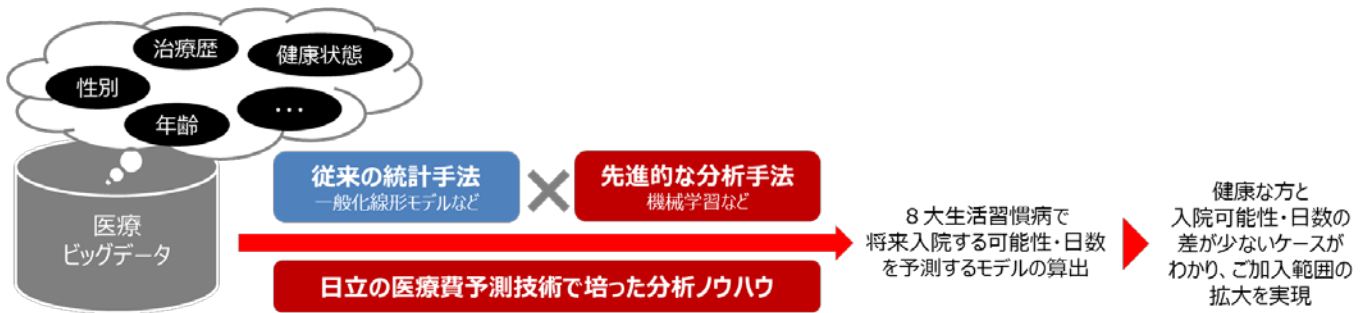 治療歴
健康状態
性別
年齢
･･･
医療
ビッグデータ
従来の統計手法
一般化線形モデルなど
先進的な分析手法
機械学習など
日立の医療費予測技術で培った分析ノウハウ
８大生活習慣病で
将来入院する可能性・日数
を予測するモデルの算出
健康な方と
入院可能性・日数の
差が少ないケースが
わかり、ご加入範囲の
拡大を実現